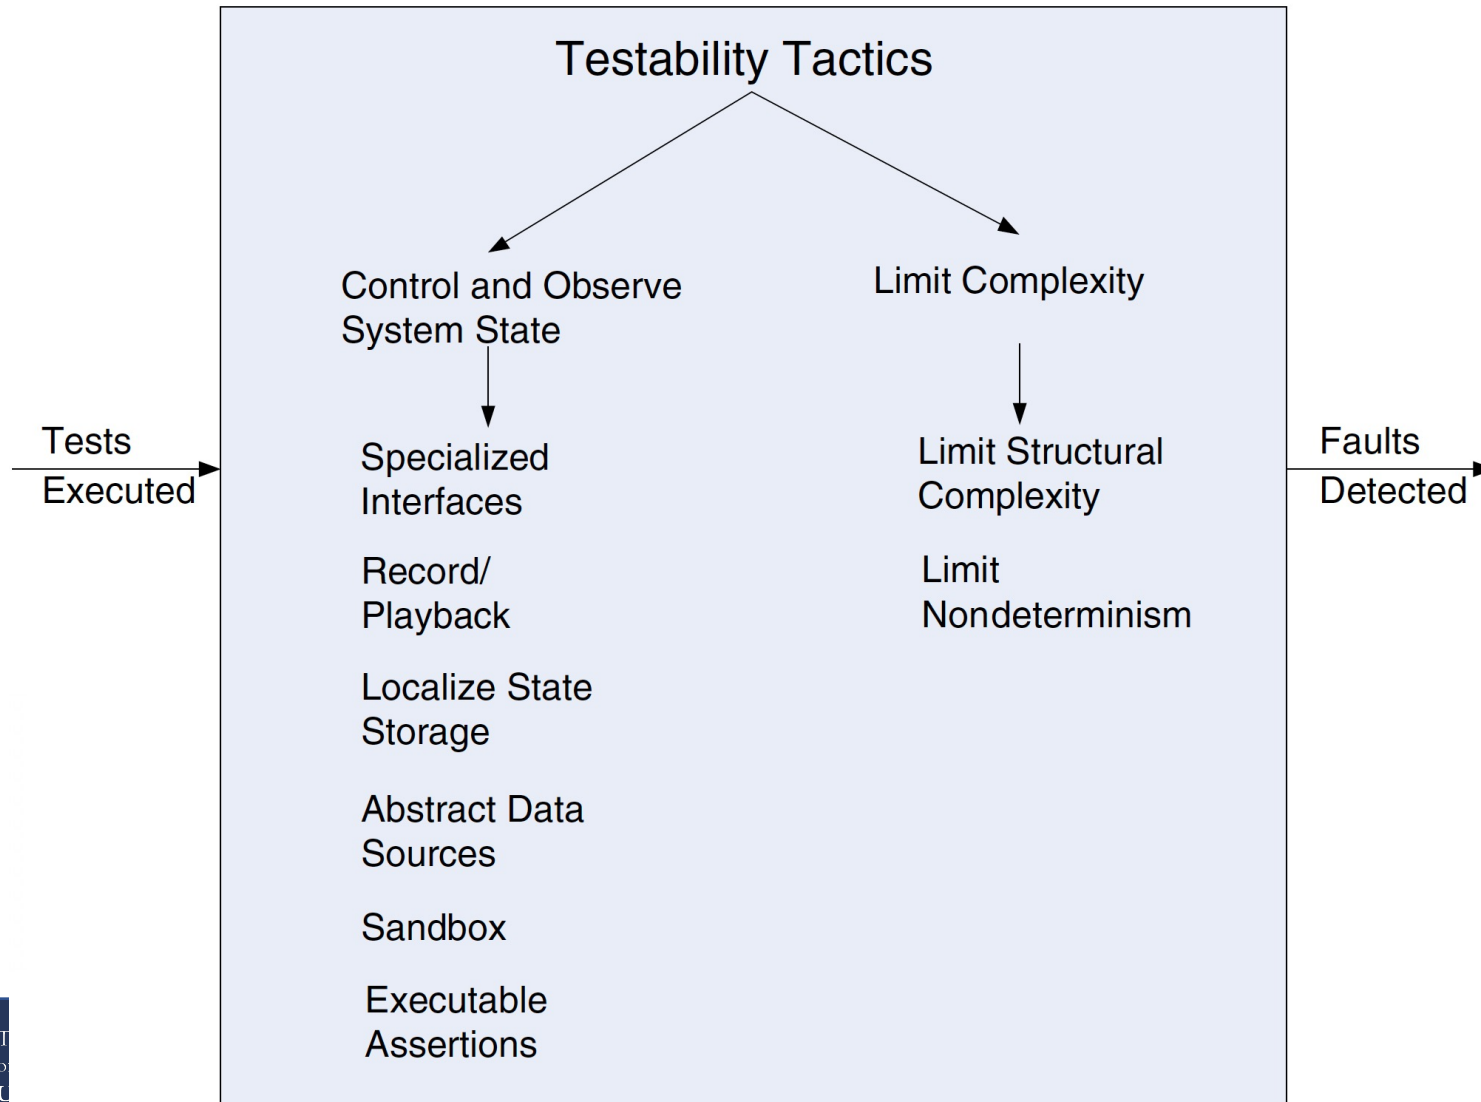 Testability Tactics
Control and Observe
System State
Limit Complexity
Tests
Executed
Specialized
Interfaces
Record/
Playback
Localize State
Storage
Abstract Data
Sources
Sandbox
Executable
Assertions
Limit Structural
Complexity
Limit
Nondeterminism
Faults
Detected